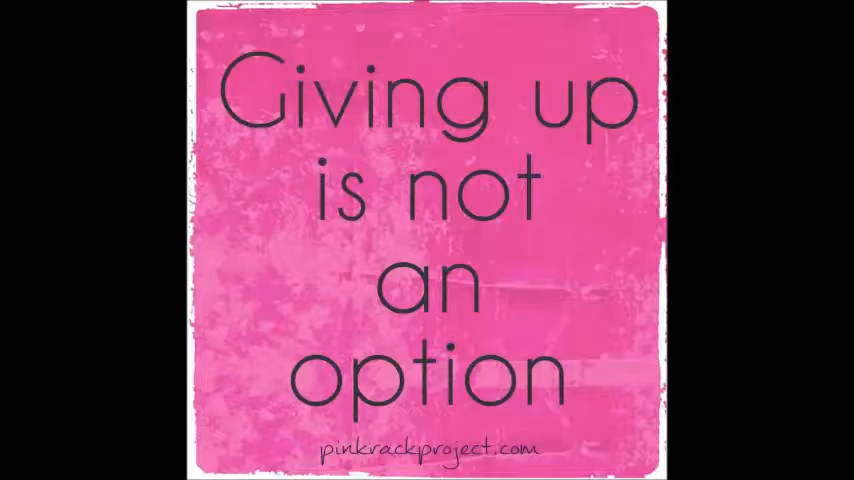 Giving up
is not
an
option
pinkrackproject.com